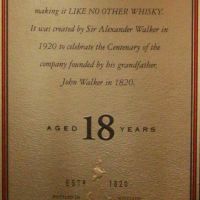 making it LIKE NO OTHER WHISKY.
It was created by Sir Alexander Walker in
1920 to celebrate the Centenary of the
company founded by his grandfather,
John Walker in 1820.
AGED 18 YEARS
ESTD 1820